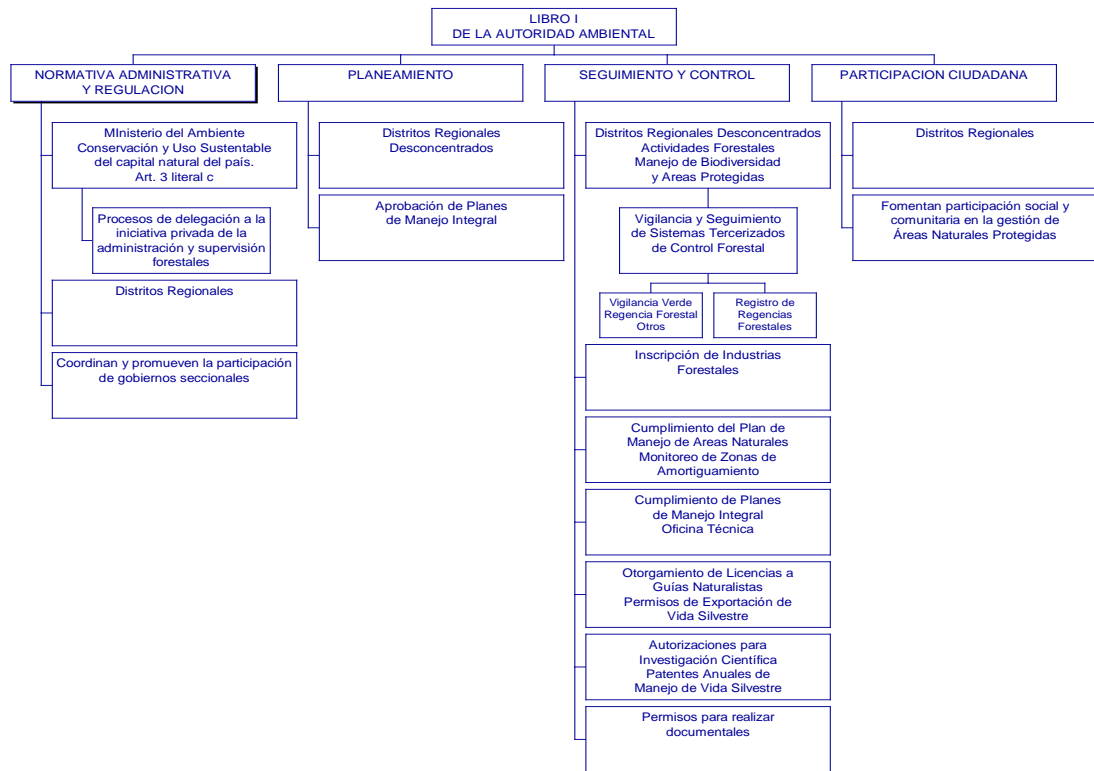 LIBRO I
DE LA AUTORIDAD AMBIENTAL
NORMATIVA ADMINISTRATIVA
Y REGULACION
MInisterio del Ambiente
Conservación y Uso Sustentable
del capital natural del país.
Art. 3 literal c
Procesos de delegación a la
iniciativa privada de la
administración y supervisión
forestales
Distritos Regionales
Coordinan y promueven la participación
de gobiernos seccionales
PLANEAMIENTO
Distritos Regionales
Desconcentrados
Aprobación de Planes
de Manejo Integral
SEGUIMIENTO Y CONTROL
Distritos Regionales Desconcentrados
Actividades Forestales
Manejo de Biodiversidad
y Areas Protegidas
Vigilancia y Seguimiento
de Sistemas Tercerizados
de Control Forestal
Vigilancia Verde
Regencia Forestal
Otros
Registro de
Regencias
Forestales
Inscripción de Industrias
Forestales
Cumplimiento del Plan de
Manejo de Areas Naturales
Monitoreo de Zonas de
Amortiguamiento
Cumplimiento de Planes
de Manejo Integral
Oficina Técnica
Otorgamiento de Licencias a
Guías Naturalistas
Permisos de Exportación de
Vida Silvestre
Autorizaciones para
Investigación Científica
Patentes Anuales de
Manejo de Vida Silvestre
Permisos para realizar
documentales
PARTICIPACION CIUDADANA
Distritos Regionales
Fomentan participación social y
comunitaria en la gestión de
Áreas Naturales Protegidas